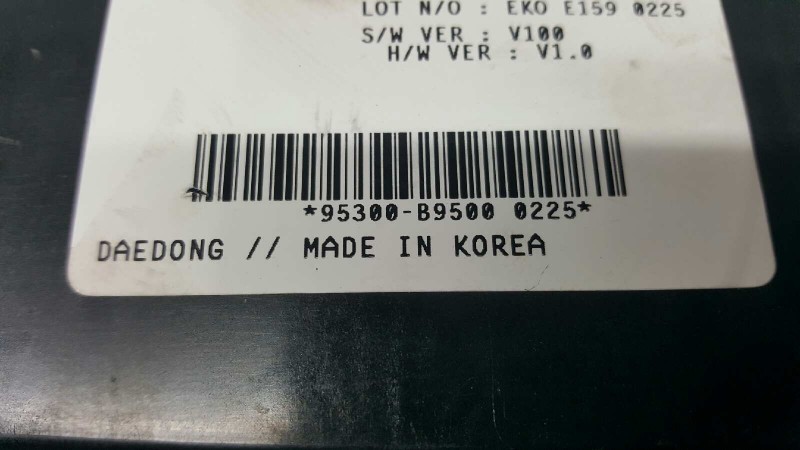 LOT N/O : EKO E159 0225
S/W VER : V100
H/W VER : V1.0
*95300-B9500 0225*
DAEDONG // MADE IN KOREA